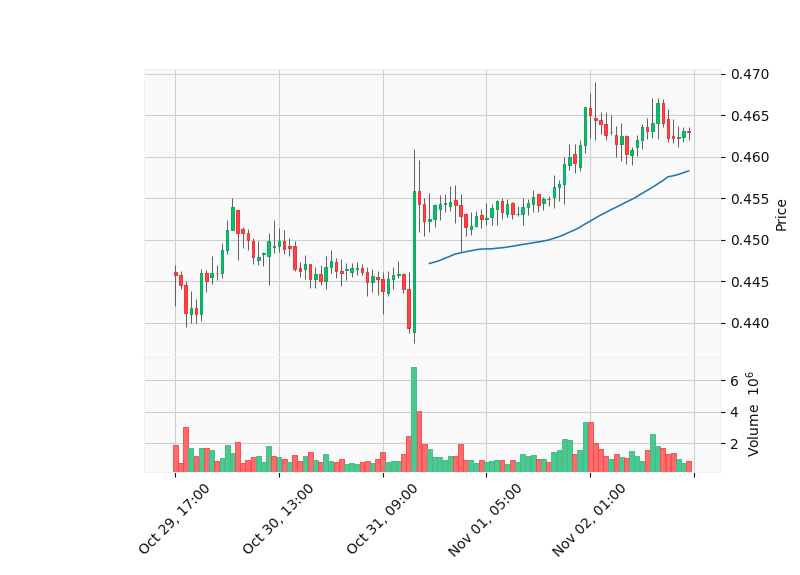 0.470
0.465
0.460
0.455
0.450
0.445
0.440
Price
6
4
2
Volume 10^6
Oct 29, 17:00
Oct 30, 13:00
Oct 31, 09:00
Nov 01, 05:00
Nov 02, 01:00